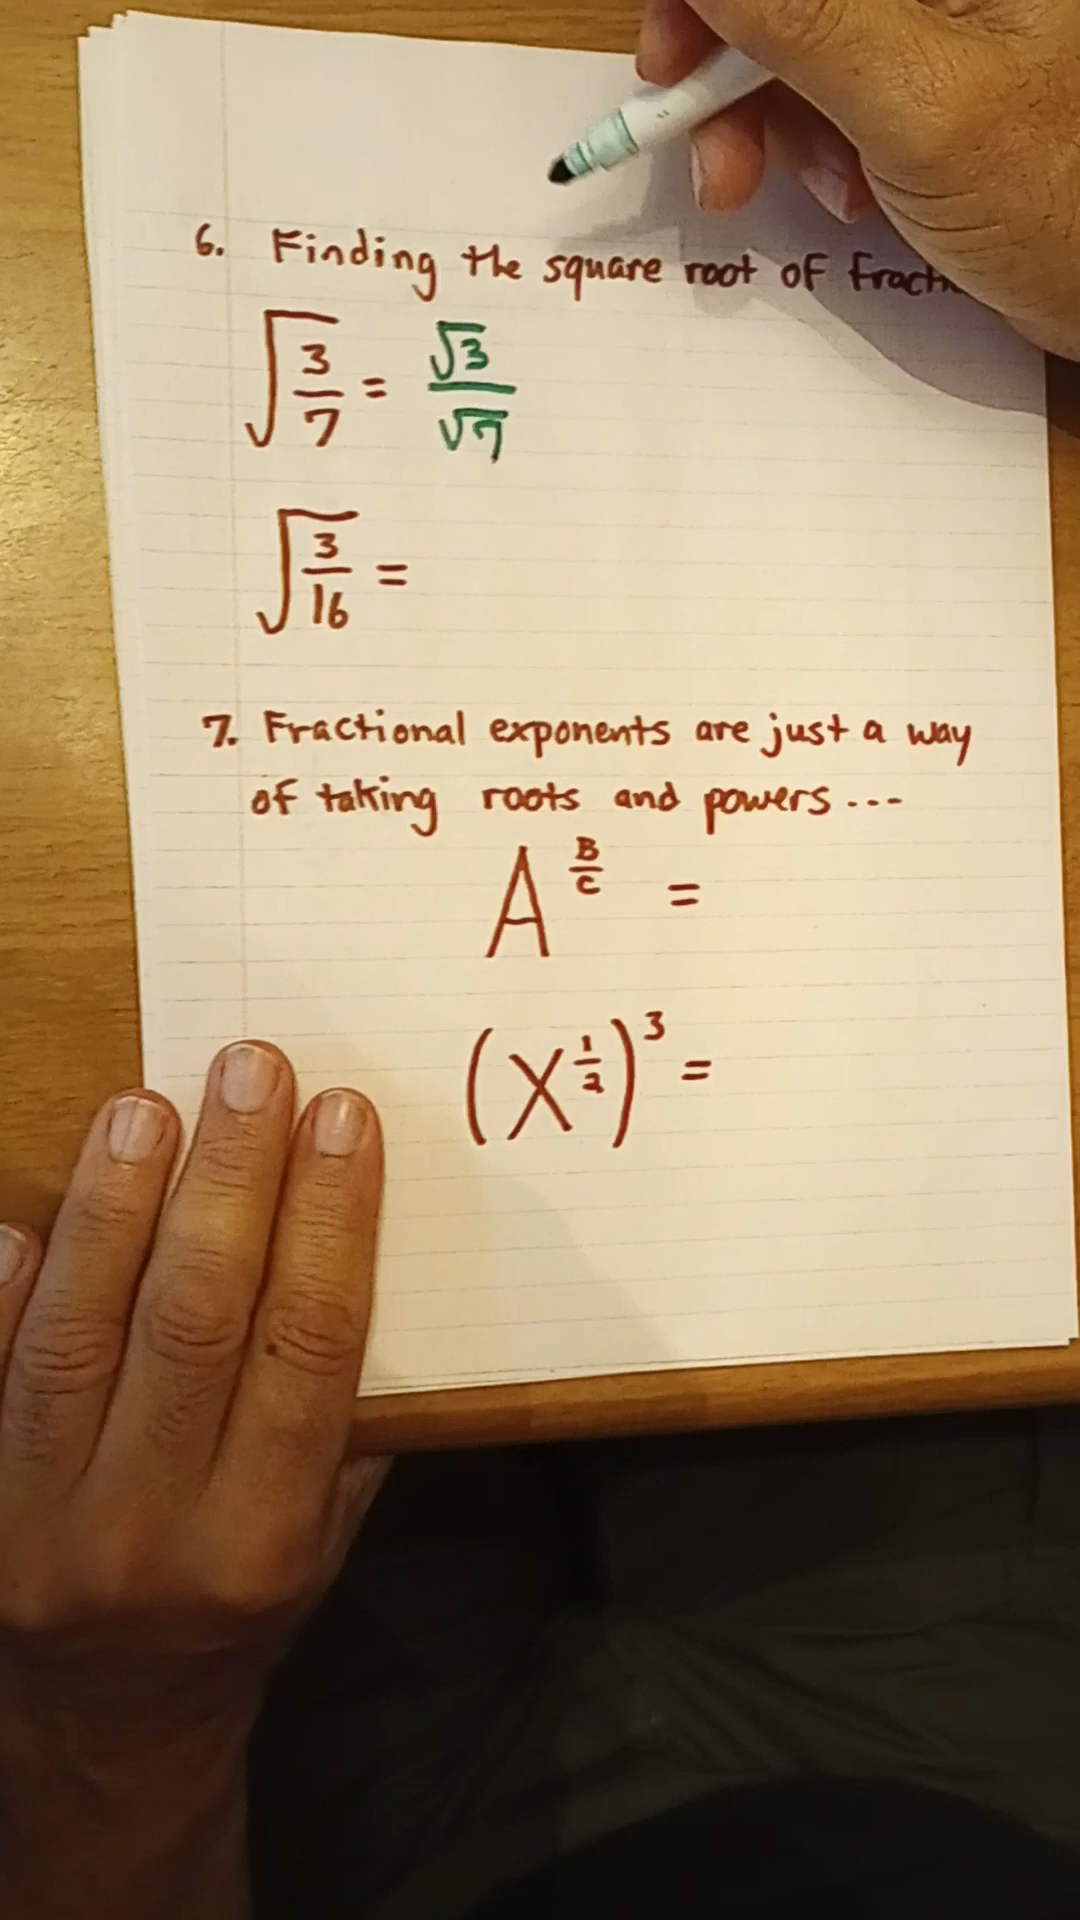 6. Finding the square root of
√(3/7) = √3/√7
√(3/16) =
7. Fractional exponents are just a way
of taking roots and powers ---
A^(B/C) =
(X^(1/2))^3 =